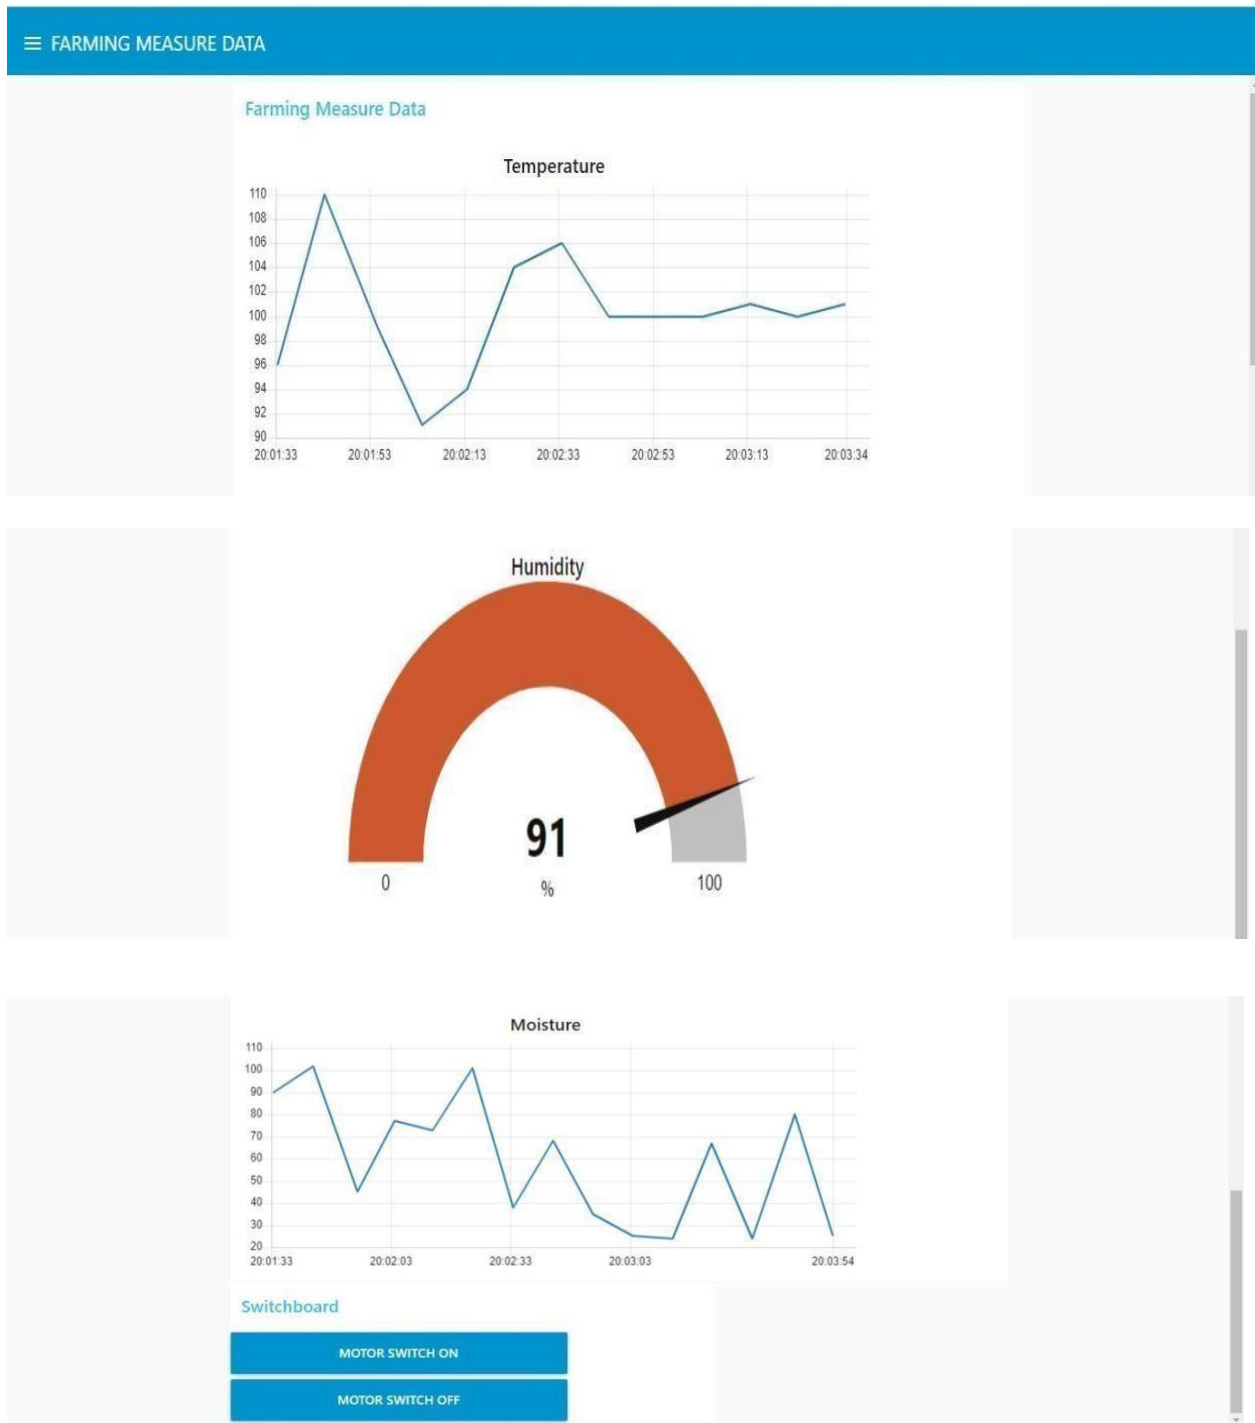 FARMING MEASURE DATA
Farming Measure Data
Temperature
110
108
106
104
102
100
98
96
94
92
90
20:01:33 20:01:53 20:02:13 20:02:33 20:02:53 20:03:13 20:03:34
Humidity
91
0 % 100
Moisture
110
100
90
80
70
60
50
40
30
20
20:01:33 20:02:03 20:02:33 20:03:03 20:03:54
Switchboard
MOTOR SWITCH ON
MOTOR SWITCH OFF